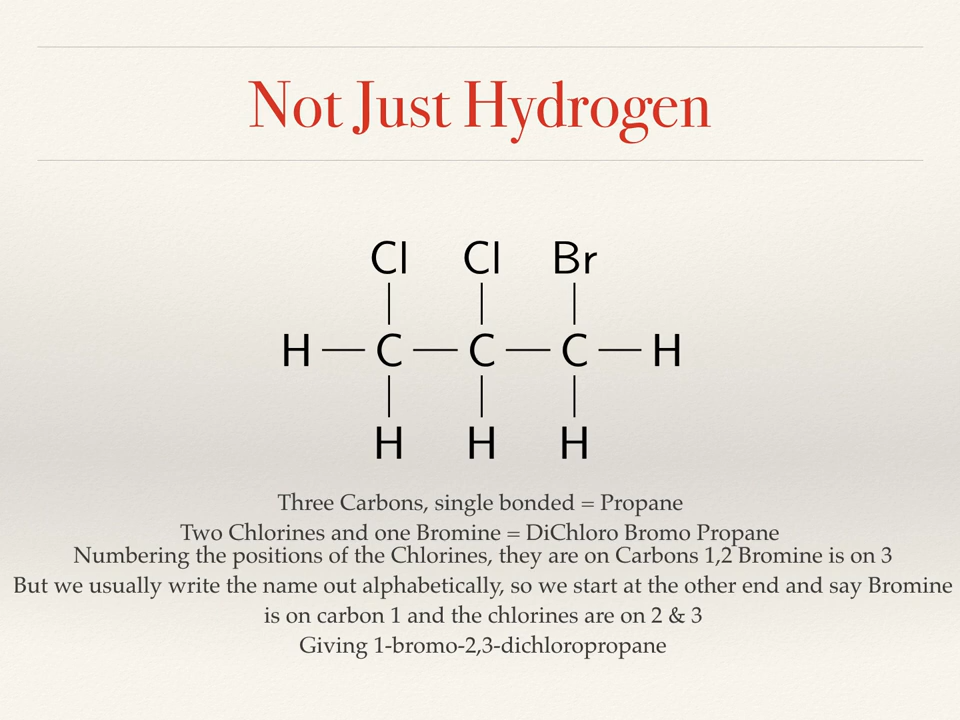 Not Just Hydrogen
Cl Cl Br
H C C C H
H H H
Three Carbons, single bonded = Propane
Two Chlorines and one Bromine = DiChloro Bromo Propane
Numbering the positions of the Chlorines, they are on Carbons 1,2 Bromine is on 3
But we usually write the name out alphabetically, so we start at the other end and say Bromine
is on carbon 1 and the chlorines are on 2 & 3
Giving 1-bromo-2,3-dichloropropane